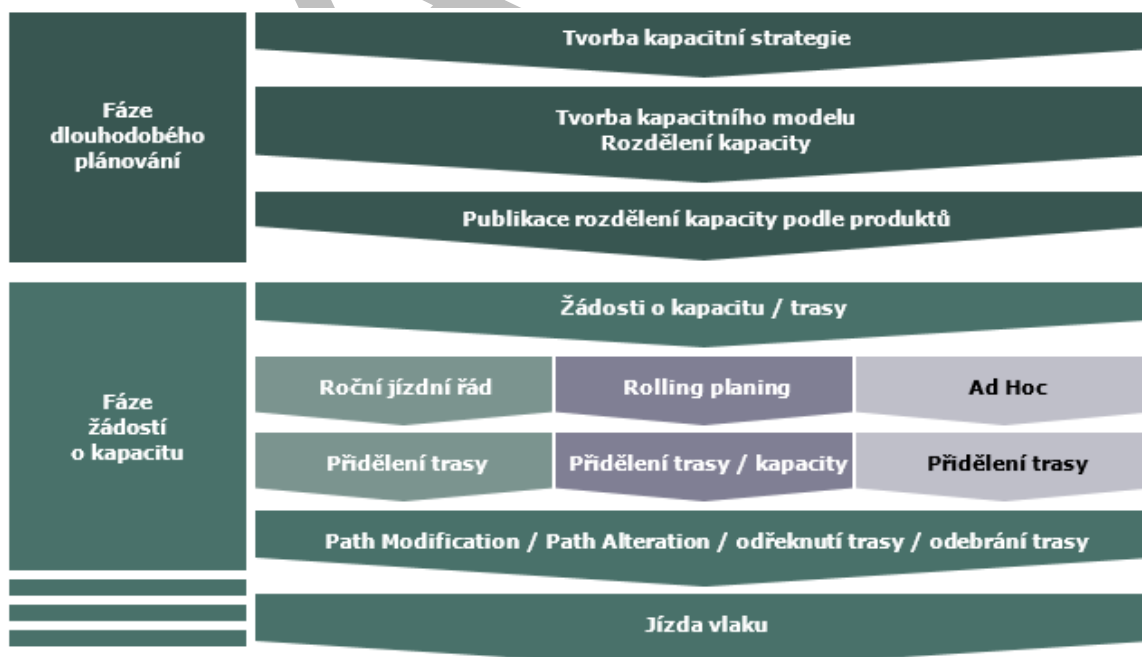 Tvorba kapacitní strategie
Fáze
dlouhodobého
plánování
Tvorba kapacitního modelu
Rozdělení kapacity
Publikace rozdělení kapacity podle produktů
Žádosti o kapacitu / trasy
Fáze
žádostí
o kapacitu
Roční jízdní řád
Rolling planing
Ad Hoc
Přidělení trasy
Přidělení trasy / kapacity
Přidělení trasy
Path Modification / Path Alteration / odřeknutí trasy / odebrání trasy
Jízda vlaku